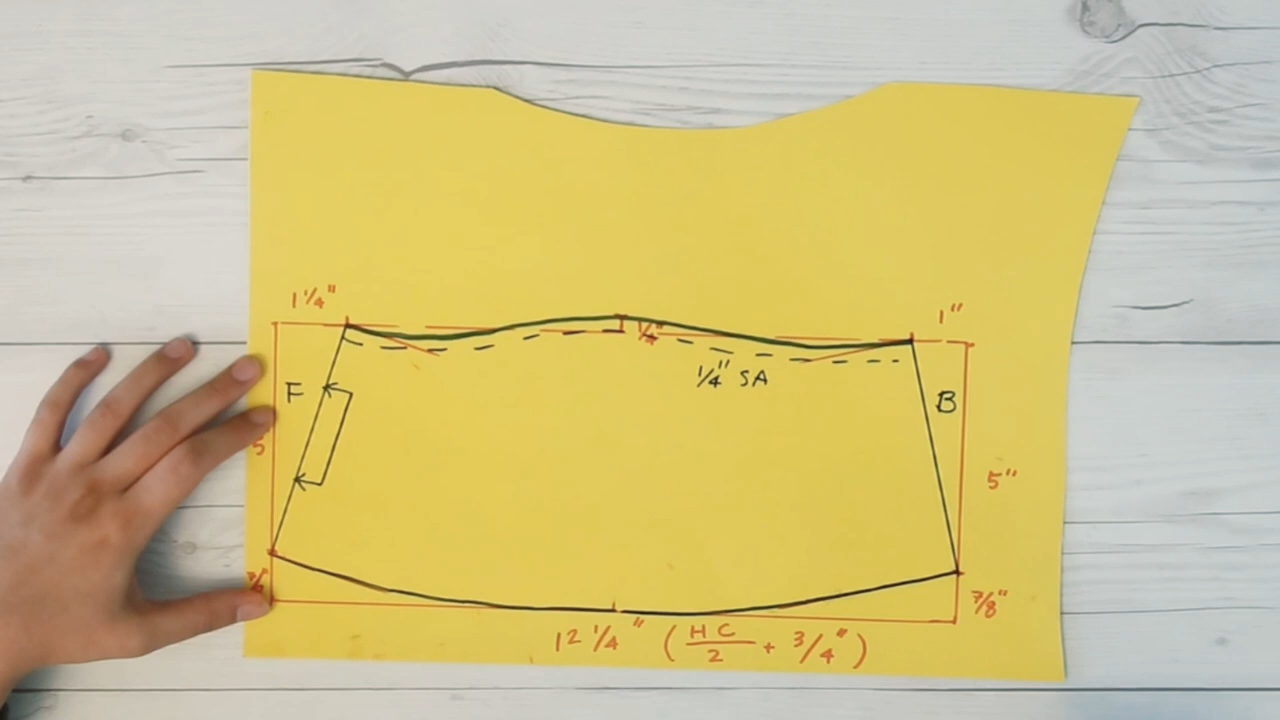 1 1/4" 1"
1/4"
1/4" SA
F B
5 5"
7/8"
12 1/4" (HC/2 + 3/4")